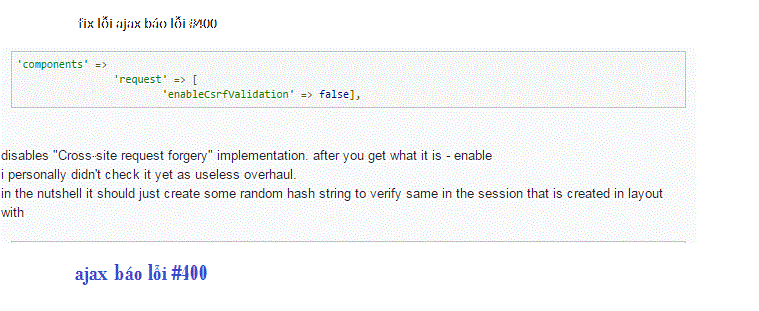 fix lỗi ajax báo lỗi #400
'components' =>
'request' => [
'enableCsrfValidation' => false],
disables "Cross-site request forgery" implementation. after you get what it is - enable
i personally didn't check it yet as useless overhaul.
in the nutshell it should just create some random hash string to verify same in the session that is created in layout
with
ajax báo lỗi #400